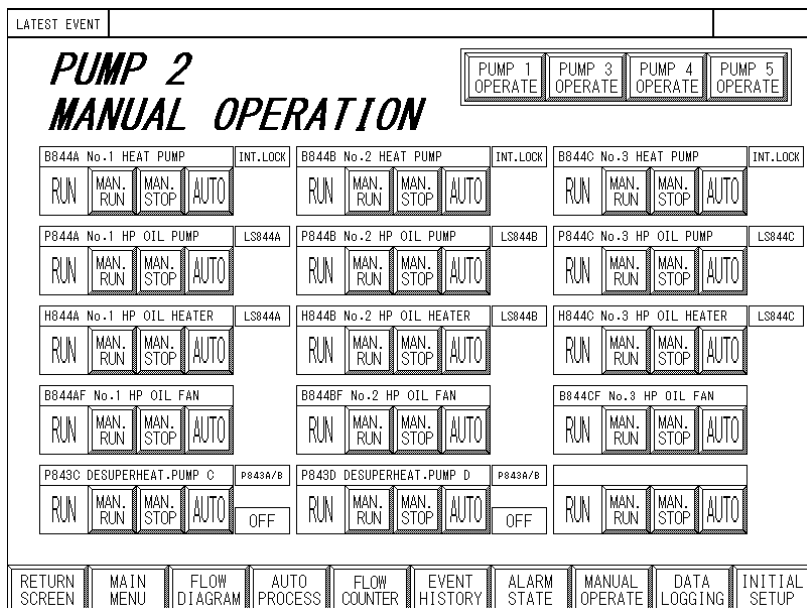 LATEST EVENT
PUMP 2
MANUAL OPERATION
PUMP 1 OPERATE
PUMP 3 OPERATE
PUMP 4 OPERATE
PUMP 5 OPERATE
B844A No.1 HEAT PUMP INT.LOCK
RUN MAN. RUN MAN. STOP AUTO
B844B No.2 HEAT PUMP INT.LOCK
RUN MAN. RUN MAN. STOP AUTO
B844C No.3 HEAT PUMP INT.LOCK
RUN MAN. RUN MAN. STOP AUTO
P844A No.1 HP OIL PUMP LS844A
RUN MAN. RUN MAN. STOP AUTO
P844B No.2 HP OIL PUMP LS844B
RUN MAN. RUN MAN. STOP AUTO
P844C No.3 HP OIL PUMP LS844C
RUN MAN. RUN MAN. STOP AUTO
H844A No.1 HP OIL HEATER LS844A
RUN MAN. RUN MAN. STOP AUTO
H844B No.2 HP OIL HEATER LS844B
RUN MAN. RUN MAN. STOP AUTO
H844C No.3 HP OIL HEATER LS844C
RUN MAN. RUN MAN. STOP AUTO
B844AF No.1 HP OIL FAN
RUN MAN. RUN MAN. STOP AUTO
B844BF No.2 HP OIL FAN
RUN MAN. RUN MAN. STOP AUTO
B844CF No.3 HP OIL FAN
RUN MAN. RUN MAN. STOP AUTO
P843C DESUPERHEAT.PUMP C P843A/B
RUN MAN. RUN MAN. STOP AUTO OFF
P843D DESUPERHEAT.PUMP D P843A/B
RUN MAN. RUN MAN. STOP AUTO OFF
RUN MAN. RUN MAN. STOP AUTO
RETURN SCREEN
MAIN MENU
FLOW DIAGRAM
AUTO PROCESS
FLOW COUNTER
EVENT HISTORY
ALARM STATE
MANUAL OPERATE
DATA LOGGING
INITIAL SETUP